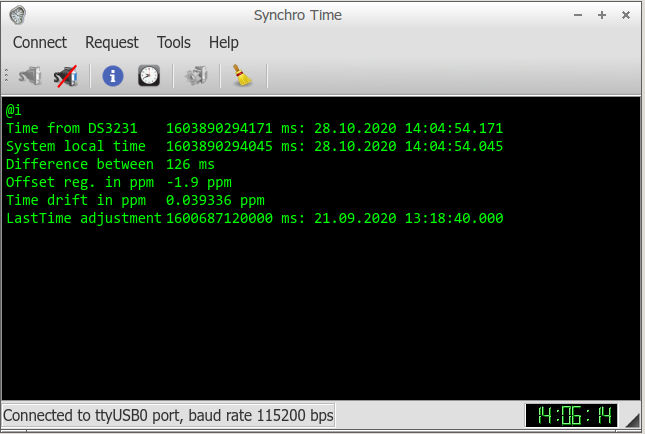 Synchro Time
Connect Request Tools Help
@i
Time from DS3231 1603890294171 ms: 28.10.2020 14:04:54.171
System local time 1603890294045 ms: 28.10.2020 14:04:54.045
Difference between 126 ms
Offset reg. in ppm -1.9 ppm
Time drift in ppm 0.039336 ppm
LastTime adjustment 1600687120000 ms: 21.09.2020 13:18:40.000
Connected to ttyUSB0 port, baud rate 115200 bps
14:06:14